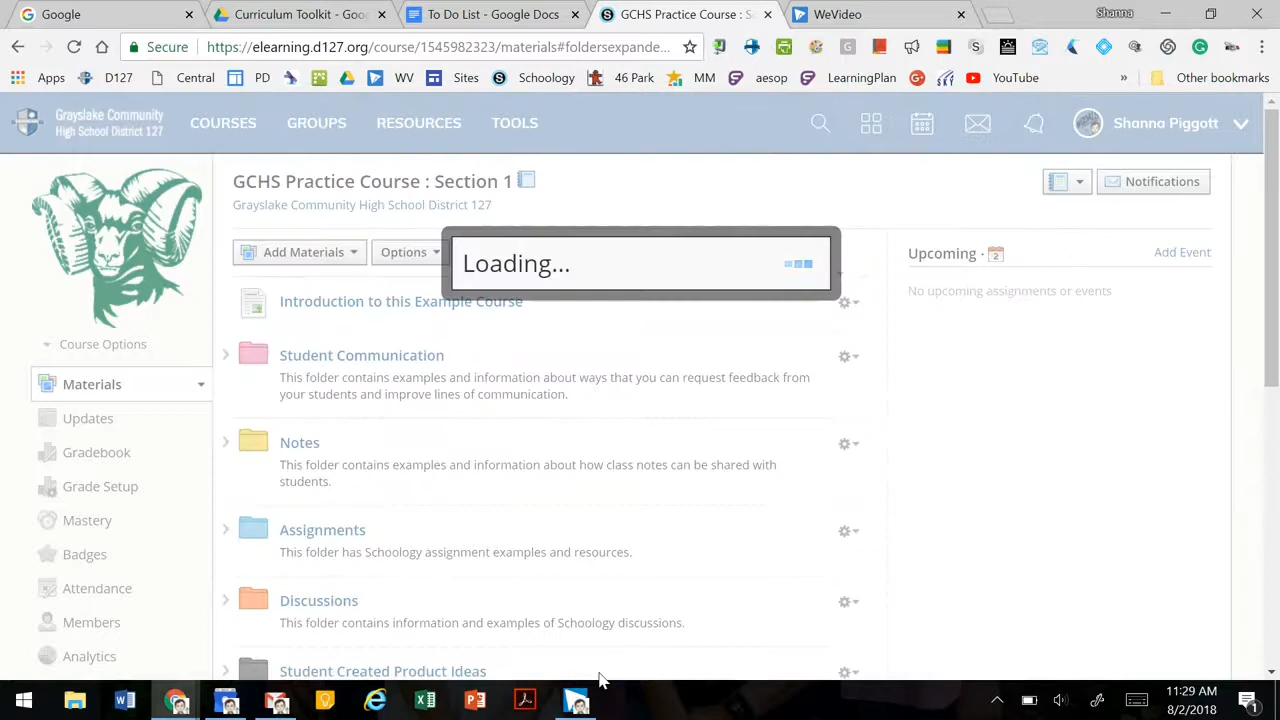 Google
Curriculum Toolkit - Goo
To Do List - Google Docs
GCHS Practice Course : S
WeVideo
Shanna
Secure
https://elearning.d127.org/course/1545982323/materials#foldersexpande...
Apps
D127
Central
PD
WV
Sites
Schoology
46 Park
MM
aesop
LearningPlan
YouTube
»
Other bookmarks
Grayslake Community
High School District 127
COURSES
GROUPS
RESOURCES
TOOLS
Shanna Piggott
GCHS Practice Course : Section 1
Grayslake Community High School District 127
Notifications
Add Materials
Options
Loading...
Upcoming ·
2
Add Event
No upcoming assignments or events
Introduction to this Example Course
Course Options
Student Communication
This folder contains examples and information about ways that you can request feedback from
your students and improve lines of communication.
Materials
Updates
Gradebook
Grade Setup
Mastery
Badges
Attendance
Members
Analytics
Notes
This folder contains examples and information about how class notes can be shared with
students.
Assignments
This folder has Schoology assignment examples and resources.
Discussions
This folder contains information and examples of Schoology discussions.
Student Created Product Ideas
11:29 AM
8/2/2018
1